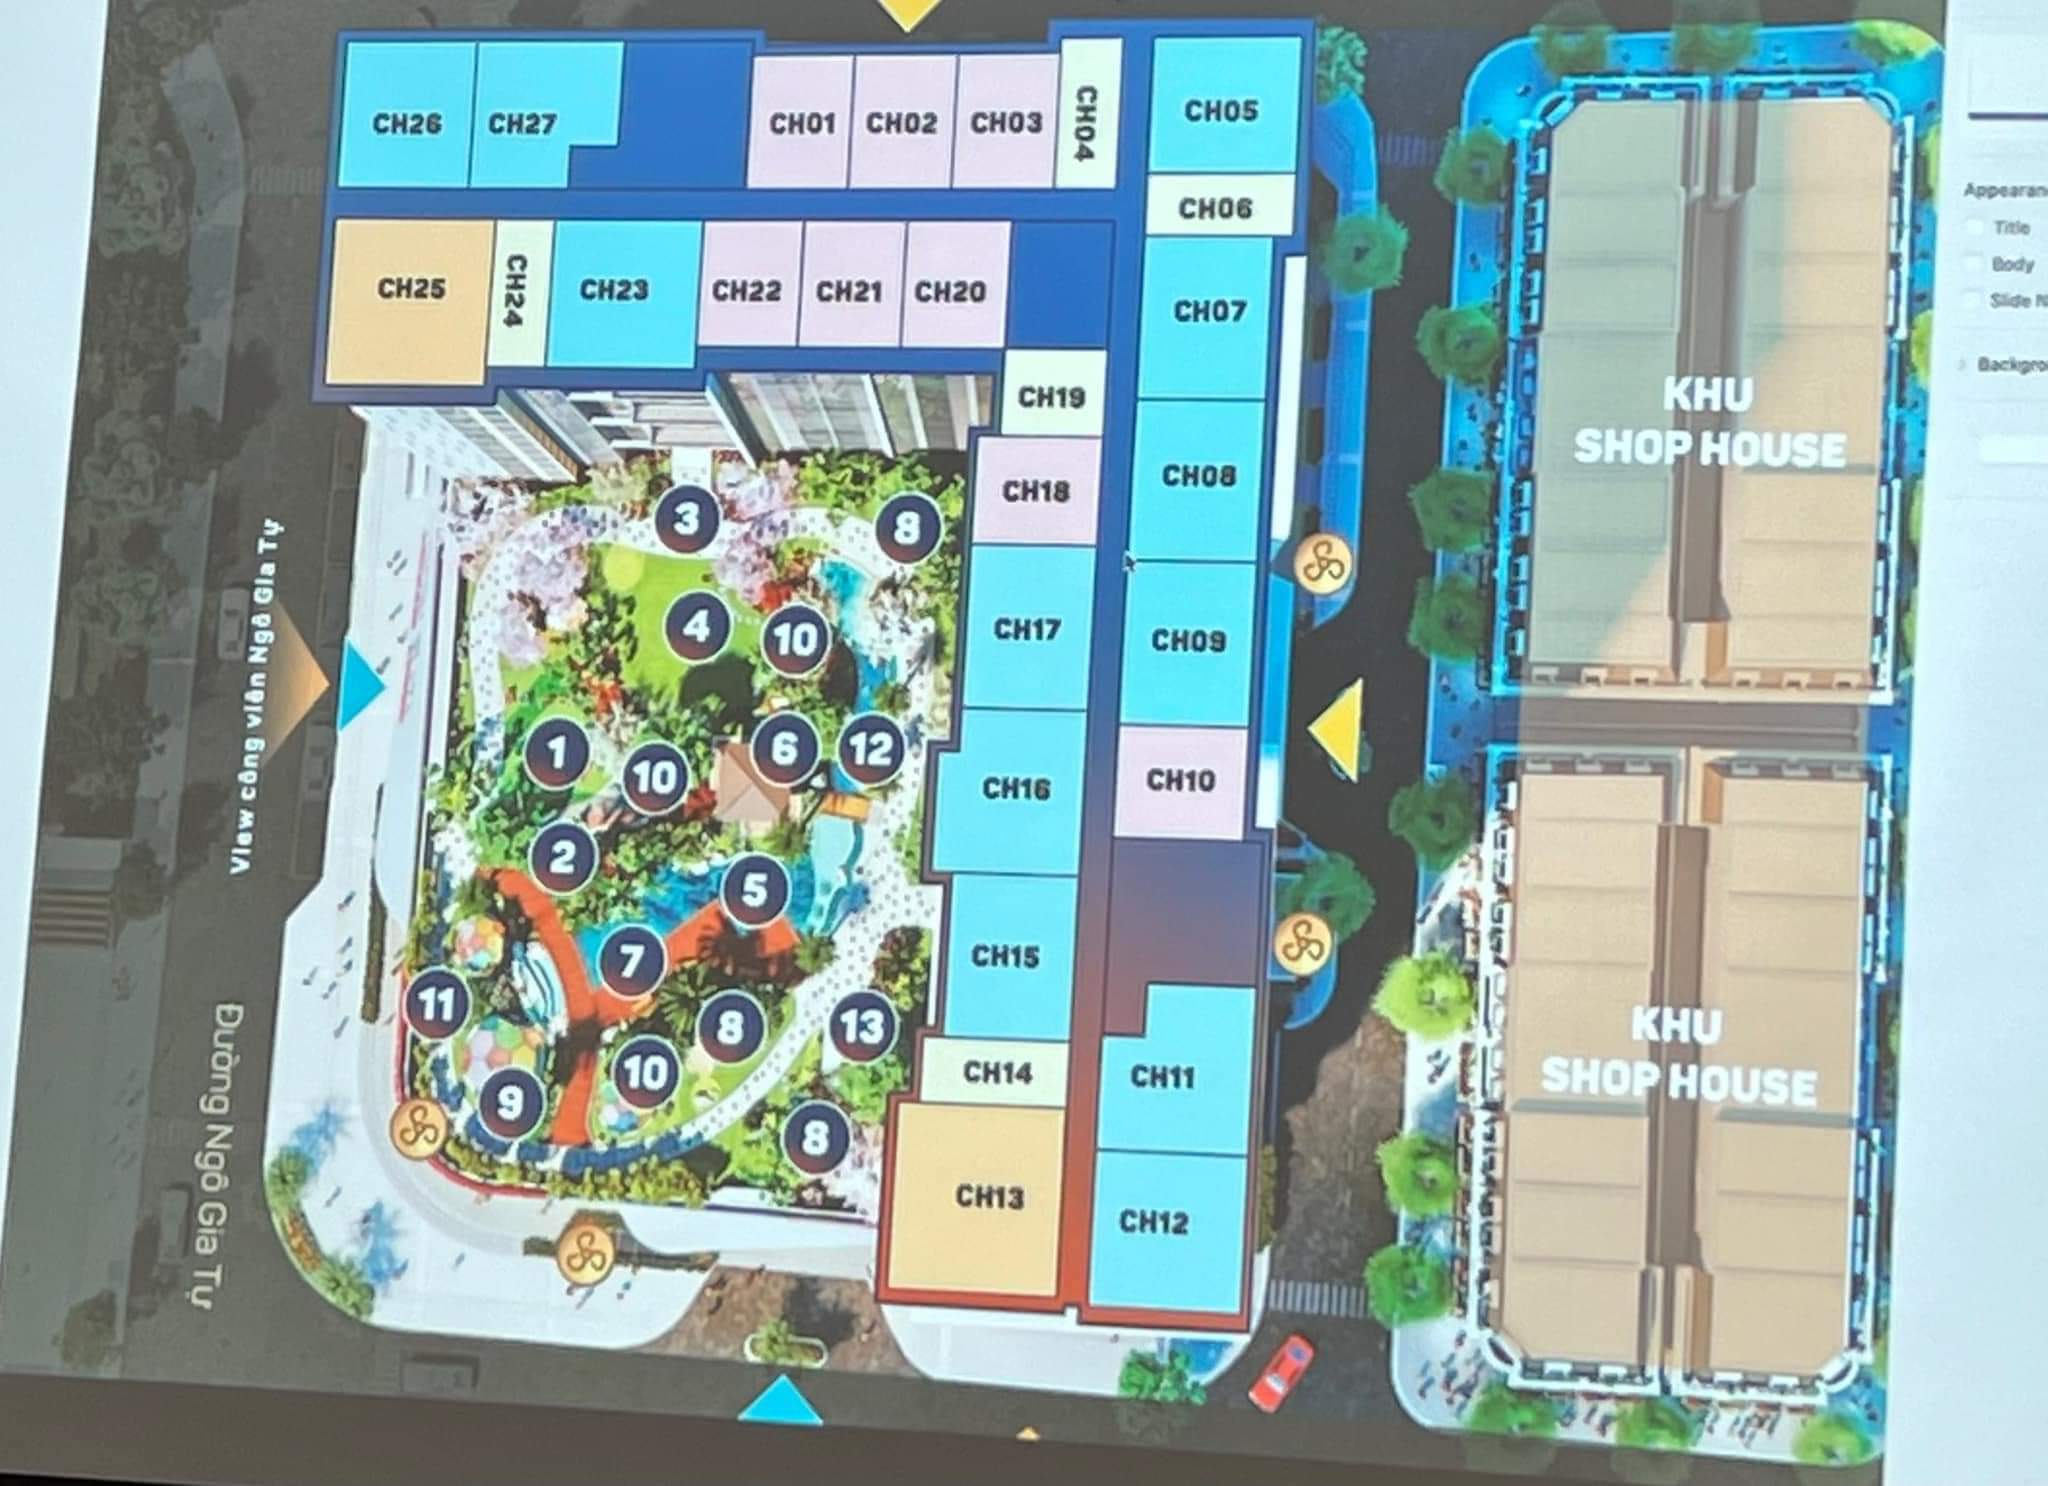 CH26
CH27
CH01
CH02
CH03
CH04
CH05
CH06
CH25
CH24
CH23
CH22
CH21
CH20
CH07
CH19
CH18
CH08
CH17
CH09
CH16
CH10
CH15
CH14
CH11
CH13
CH12
3
8
4
10
1
10
6
12
2
5
7
11
8
13
10
9
8
KHU
SHOP HOUSE
KHU
SHOP HOUSE
View công viên Ngô Gia Tự
Đường Ngô Gia Tự
Title
Body